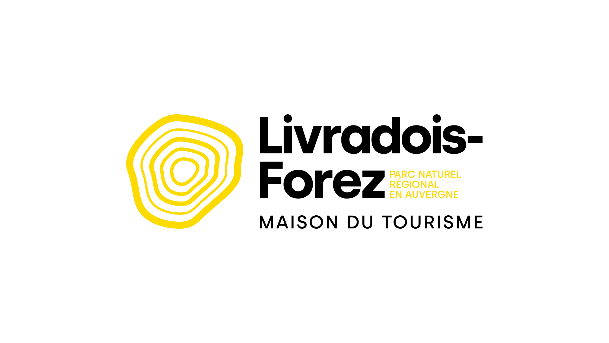 Livradois-
Forez
PARC NATUREL
RÉGIONAL
EN AUVERGNE
MAISON DU TOURISME